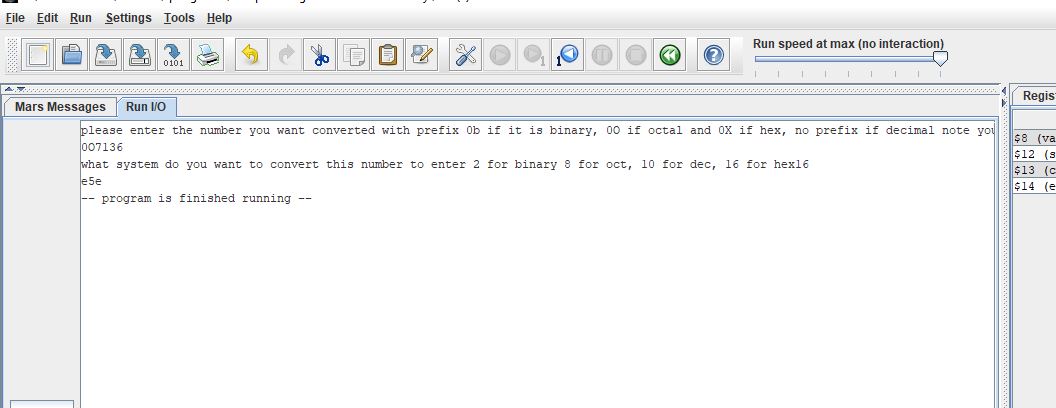 File Edit Run Settings Tools Help
Run speed at max (no interaction)
0101
1
1
Mars Messages Run I/O
please enter the number you want converted with prefix 0b if it is binary, 0O if octal and 0X if hex, no prefix if decimal note you
0O7136
what system do you want to convert this number to enter 2 for binary 8 for oct, 10 for dec, 16 for hex16
e5e
-- program is finished running --
Regis
$8 (va
$12 (s
$13 (c
$14 (e